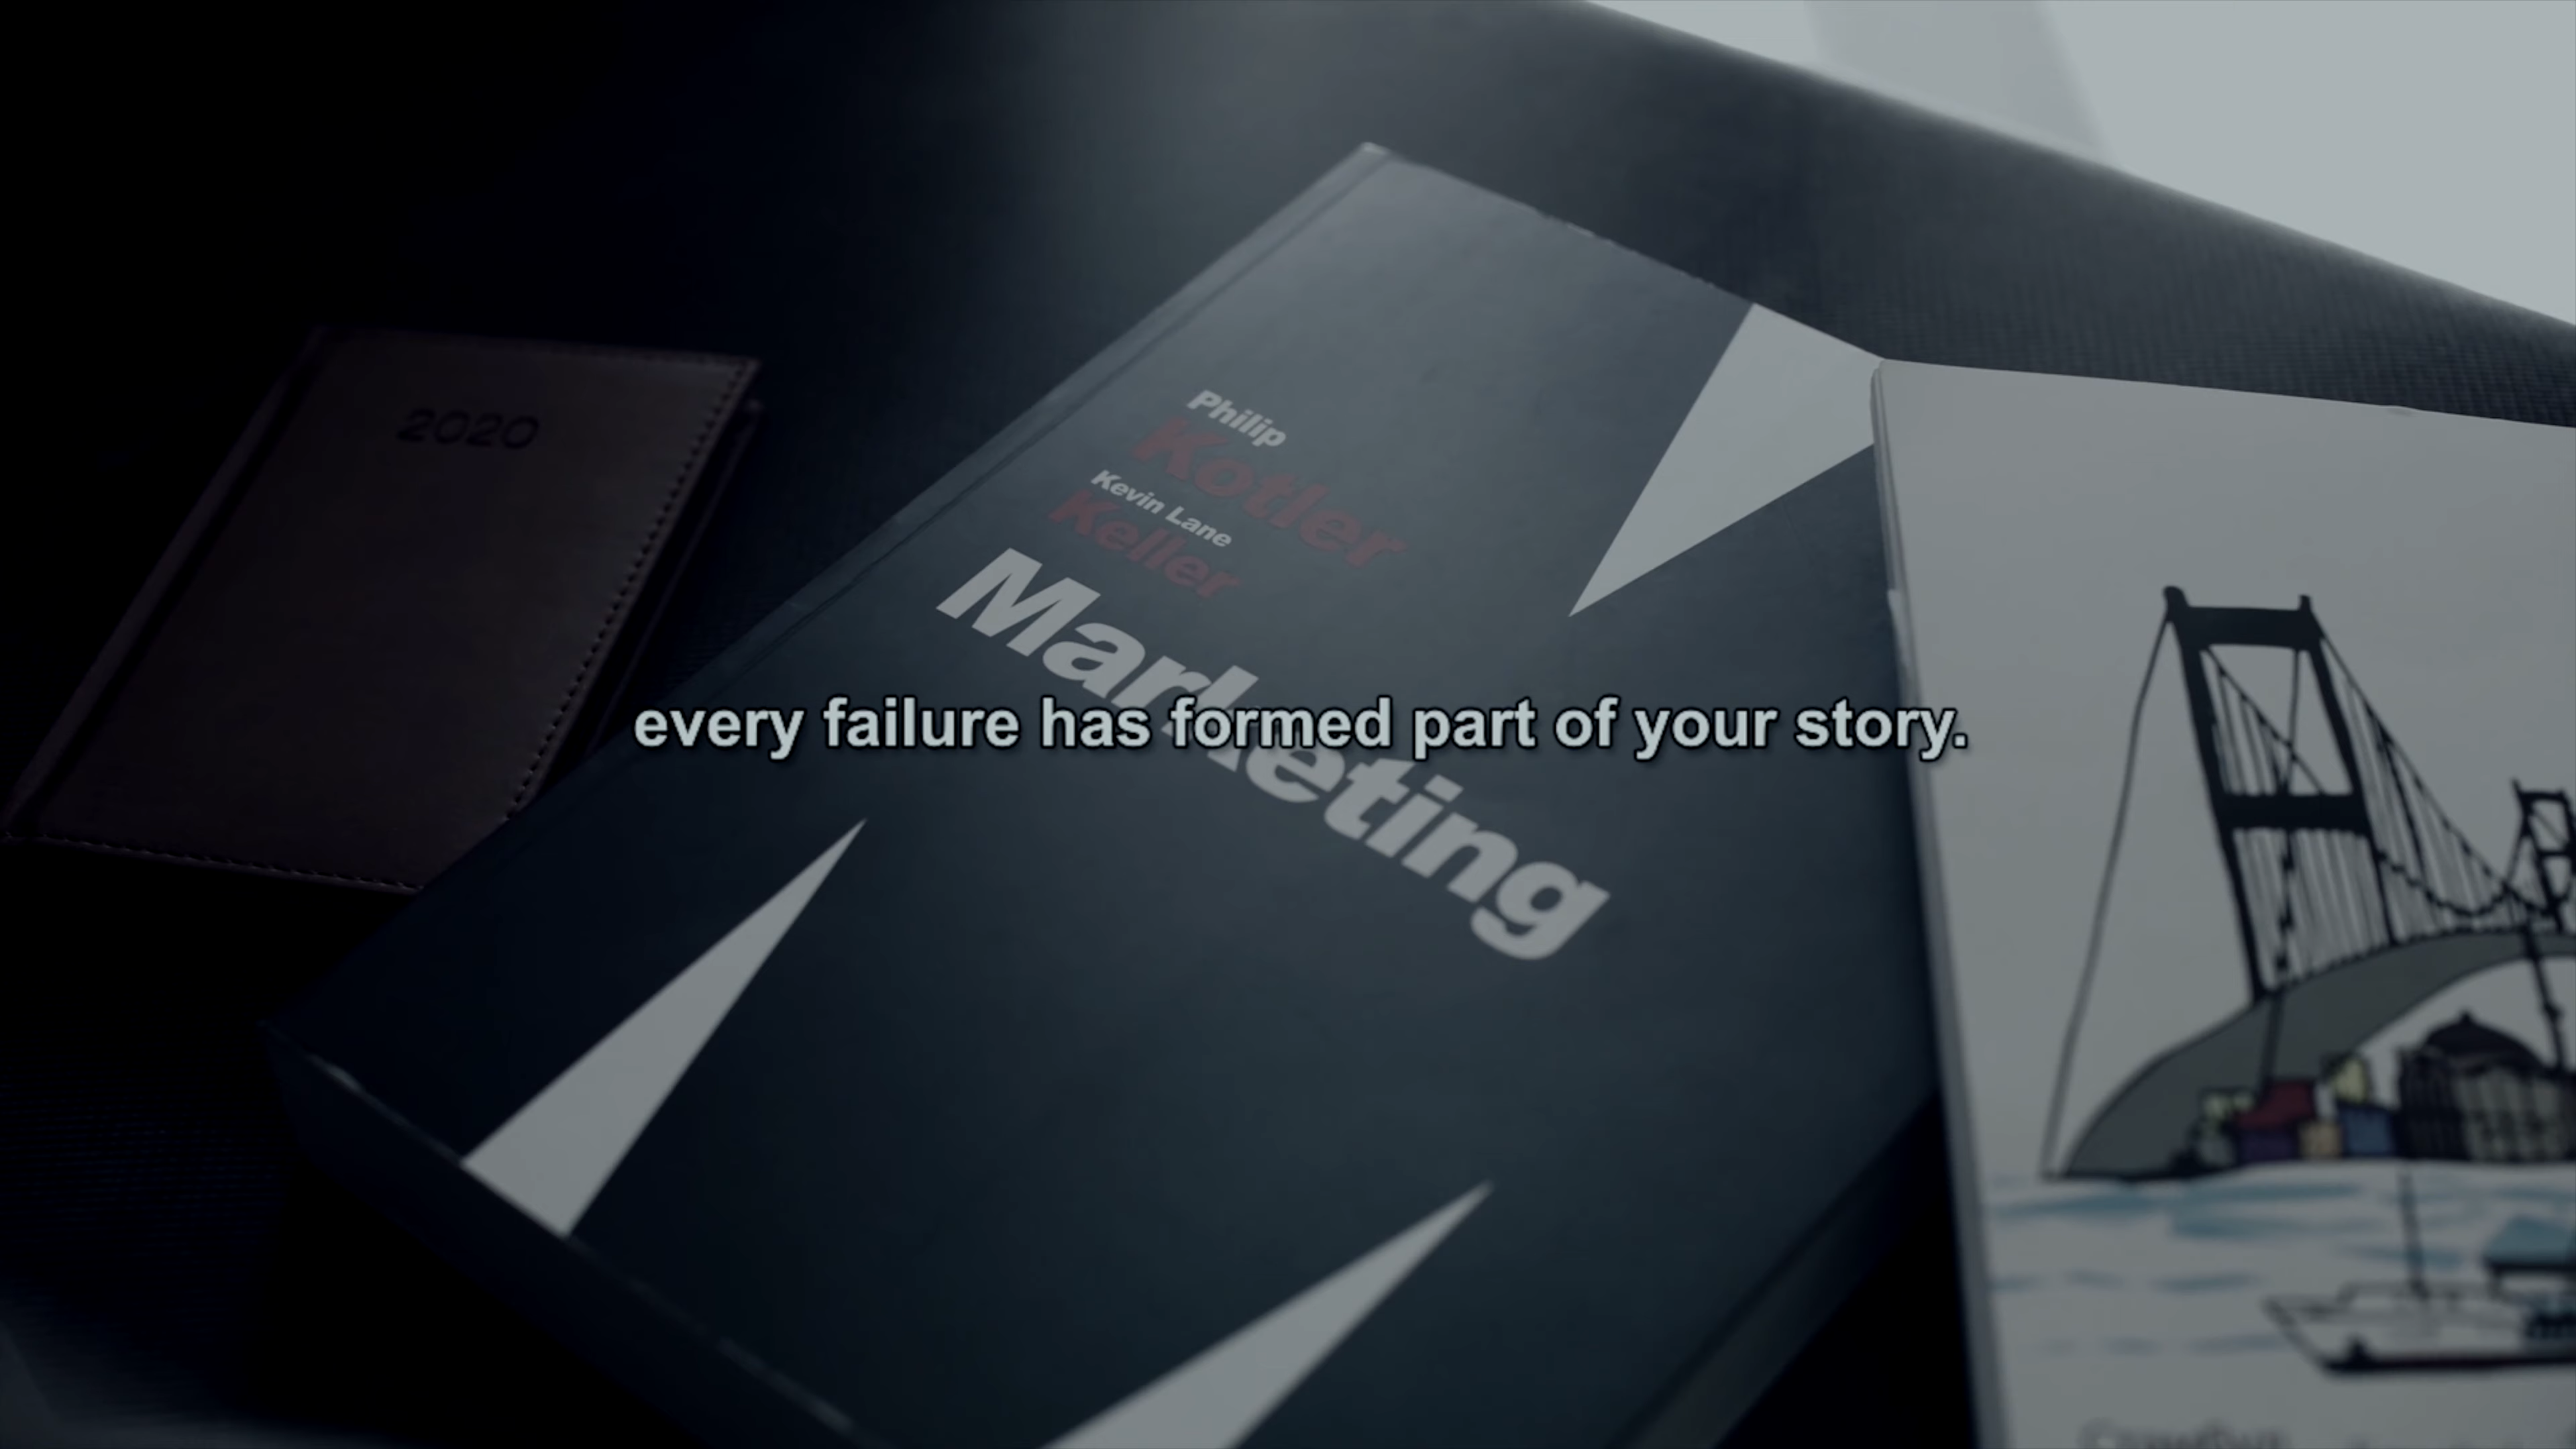 2020
Philip
Kotler
Kevin Lane
Keller
Marketing
every failure has formed part of your story.